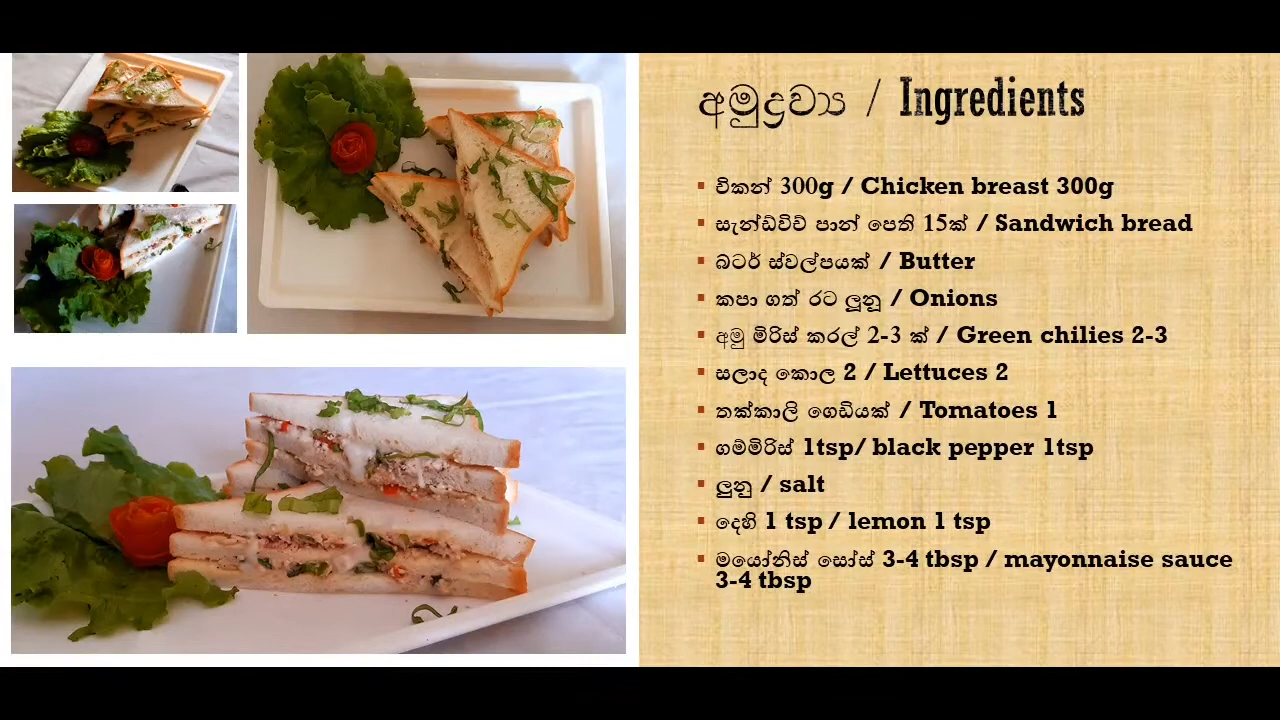 අමුද්‍රව්‍ය / Ingredients
චිකන් 300g / Chicken breast 300g
සැන්ඩ්විච් පාන් පෙති 15ක් / Sandwich bread
බටර් ස්වල්පයක් / Butter
කපා ගත් රට ලූනු / Onions
අමු මිරිස් කරල් 2-3 ක් / Green chilies 2-3
සලාද කොල 2 / Lettuces 2
තක්කාලි ගෙඩියක් / Tomatoes 1
ගම්මිරිස් 1tsp/ black pepper 1tsp
ලුනු / salt
දෙහි 1 tsp / lemon 1 tsp
මයෝනිස් සෝස් 3-4 tbsp / mayonnaise sauce
3-4 tbsp